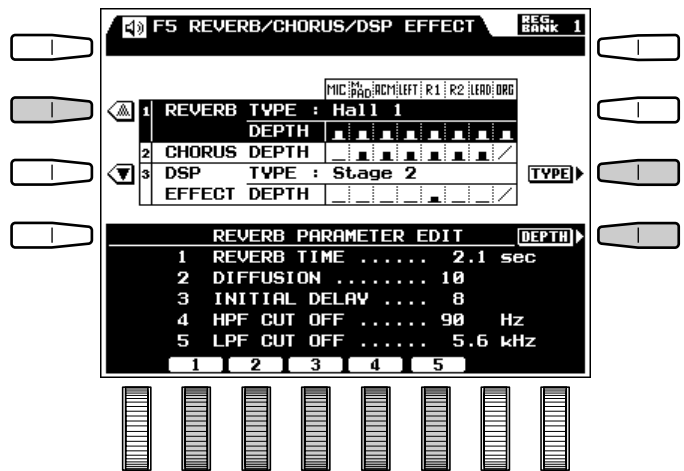 F5 REVERB/CHORUS/DSP EFFECT REG. BANK 1
MIC M. PAD ACM LEFT R1 R2 LEAD ORG
1 REVERB TYPE : Hall 1
DEPTH
2 CHORUS DEPTH
3 DSP TYPE : Stage 2 TYPE
EFFECT DEPTH
REVERB PARAMETER EDIT DEPTH
1 REVERB TIME ...... 2.1 sec
2 DIFFUSION ........ 10
3 INITIAL DELAY .... 8
4 HPF CUT OFF ...... 90 Hz
5 LPF CUT OFF ...... 5.6 kHz
1 2 3 4 5